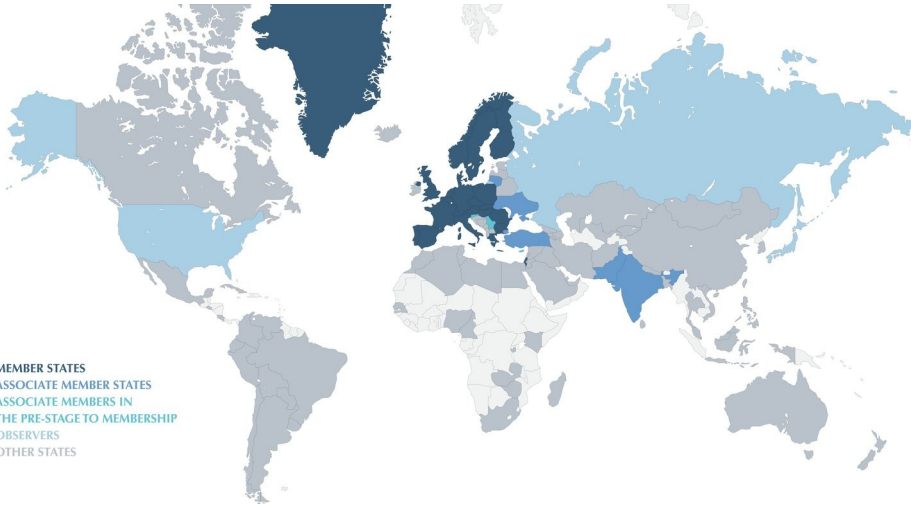 MEMBER STATES
ASSOCIATE MEMBER STATES
ASSOCIATE MEMBERS IN
THE PRE-STAGE TO MEMBERSHIP
OBSERVERS
OTHER STATES